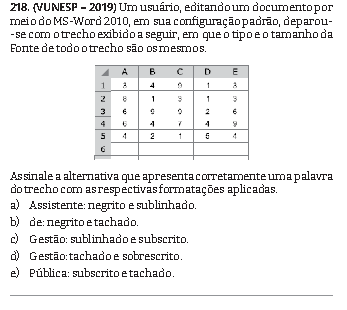 218. (VUNESP – 2019) Um usuário, editando um documento por
meio do MS-Word 2010, em sua configuração padrão, deparou-
-se com o trecho exibido a seguir, em que o tipo e o tamanho da
Fonte de todo o trecho são os mesmos.
A B C D E
1 3 4 9 1 3
2 8 1 3 1 3
3 6 9 9 2 6
4 6 4 7 4 9
5 4 2 1 5 4
6
Assinale a alternativa que apresenta corretamente uma palavra
do trecho com as respectivas formatações aplicadas.
a) Assistente: negrito e sublinhado.
b) de: negrito e tachado.
c) Gestão: sublinhado e subscrito.
d) Gestão: tachado e sobrescrito.
e) Pública: subscrito e tachado.